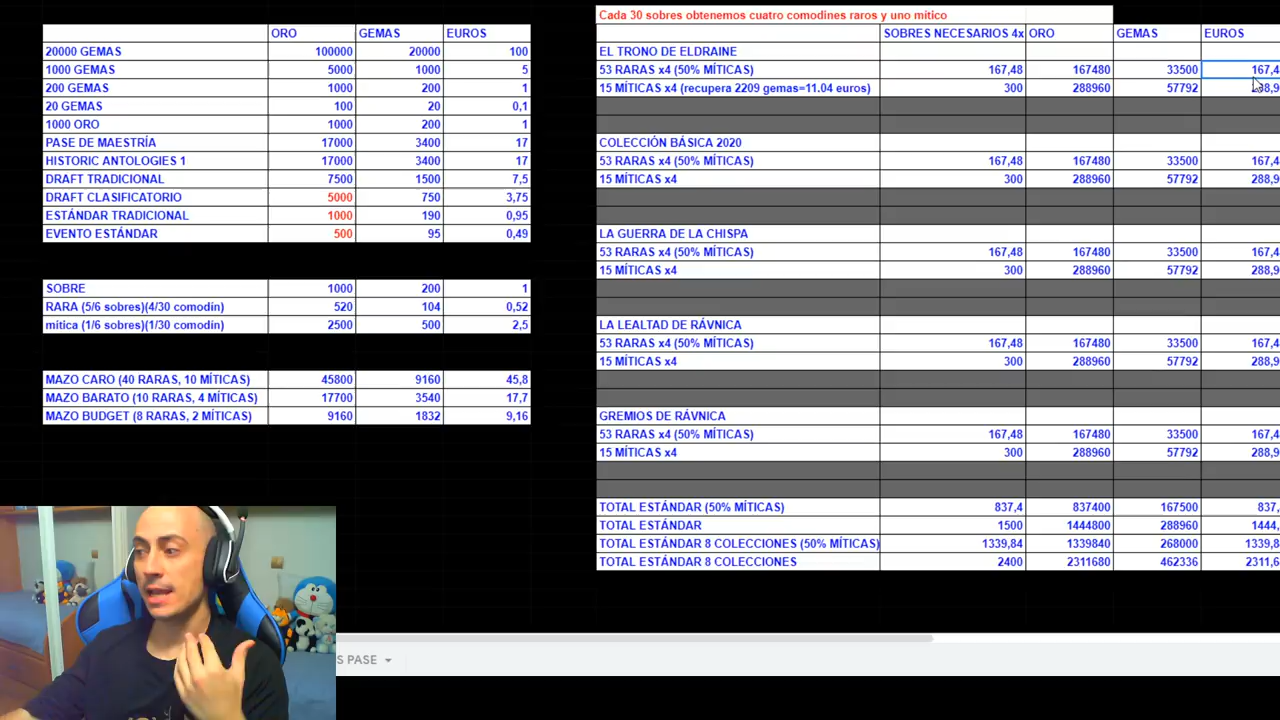 ORO GEMAS EUROS
20000 GEMAS 100000 20000 100
1000 GEMAS 5000 1000 5
200 GEMAS 1000 200 1
20 GEMAS 100 20 0,1
1000 ORO 1000 200 1
PASE DE MAESTRÍA 17000 3400 17
HISTORIC ANTOLOGIES 1 17000 3400 17
DRAFT TRADICIONAL 7500 1500 7,5
DRAFT CLASIFICATORIO 5000 750 3,75
ESTÁNDAR TRADICIONAL 1000 190 0,95
EVENTO ESTÁNDAR 500 95 0,49
SOBRE 1000 200 1
RARA (5/6 sobres)(4/30 comodín) 520 104 0,52
mítica (1/6 sobres)(1/30 comodín) 2500 500 2,5
MAZO CARO (40 RARAS, 10 MÍTICAS) 45800 9160 45,8
MAZO BARATO (10 RARAS, 4 MÍTICAS) 17700 3540 17,7
MAZO BUDGET (8 RARAS, 2 MÍTICAS) 9160 1832 9,16
Cada 30 sobres obtenemos cuatro comodines raros y uno mítico
SOBRES NECESARIOS 4x ORO GEMAS EUROS
EL TRONO DE ELDRAINE
53 RARAS x4 (50% MÍTICAS) 167,48 167480 33500 167,4
15 MÍTICAS x4 (recupera 2209 gemas=11.04 euros) 300 288960 57792
COLECCIÓN BÁSICA 2020
53 RARAS x4 (50% MÍTICAS) 167,48 167480 33500 167,4
15 MÍTICAS x4 300 288960 57792 288,9
LA GUERRA DE LA CHISPA
53 RARAS x4 (50% MÍTICAS) 167,48 167480 33500 167,4
15 MÍTICAS x4 300 288960 57792 288,9
LA LEALTAD DE RÁVNICA
53 RARAS x4 (50% MÍTICAS) 167,48 167480 33500 167,4
15 MÍTICAS x4 300 288960 57792 288,9
GREMIOS DE RÁVNICA
53 RARAS x4 (50% MÍTICAS) 167,48 167480 33500 167,4
15 MÍTICAS x4 300 288960 57792 288,9
TOTAL ESTÁNDAR (50% MÍTICAS) 837,4 837400 167500 837,
TOTAL ESTÁNDAR 1500 1444800 288960 1444,
TOTAL ESTÁNDAR 8 COLECCIONES (50% MÍTICAS) 1339,84 1339840 268000 1339,8
TOTAL ESTÁNDAR 8 COLECCIONES 2400 2311680 462336 2311,6
S PASE